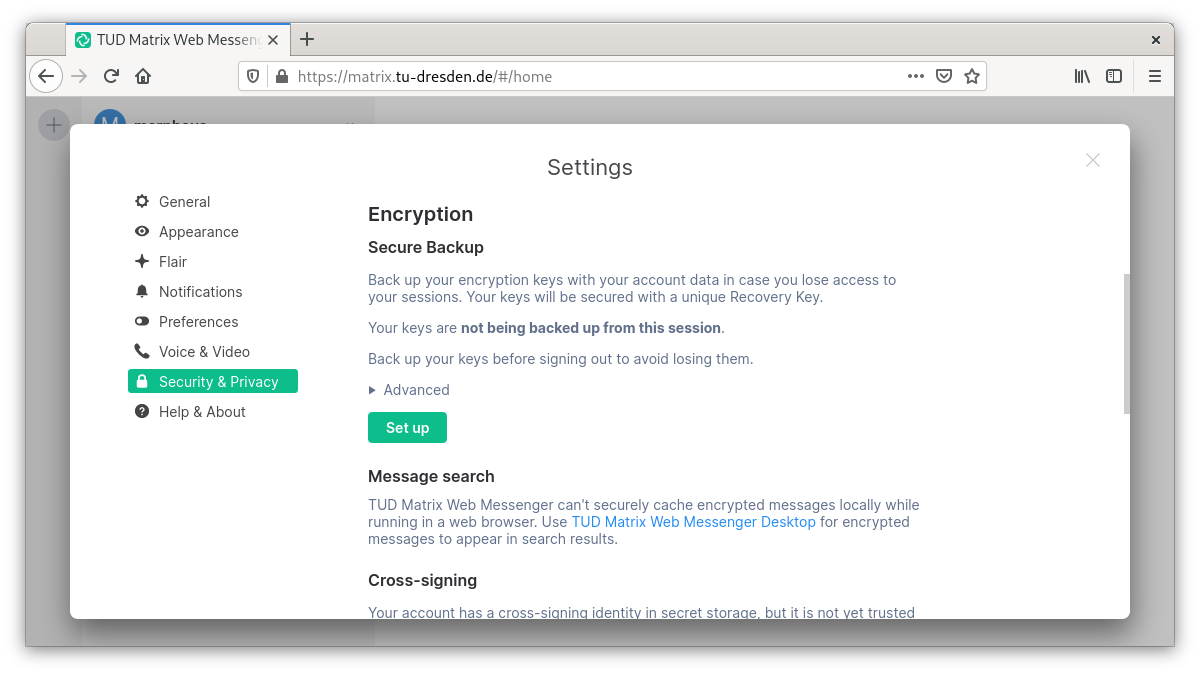 TUD Matrix Web Messeng
https://matrix.tu-dresden.de/#/home
M
Settings
General
Appearance
Flair
Notifications
Preferences
Voice & Video
Security & Privacy
Help & About
Encryption
Secure Backup
Back up your encryption keys with your account data in case you lose access to
your sessions. Your keys will be secured with a unique Recovery Key.
Your keys are not being backed up from this session.
Back up your keys before signing out to avoid losing them.
Advanced
Set up
Message search
TUD Matrix Web Messenger can't securely cache encrypted messages locally while
running in a web browser. Use TUD Matrix Web Messenger Desktop for encrypted
messages to appear in search results.
Cross-signing
Your account has a cross-signing identity in secret storage, but it is not yet trusted